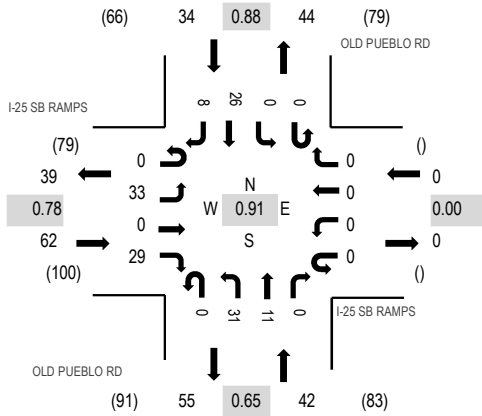 (66) 34 0.88 44 (79)
OLD PUEBLO RD
I-25 SB RAMPS
8 26 0 0
(79) 0 0 ()
39 33 0 0
N
0.78 0 W 0.91 E 0 0.00
S
62 29 0 0
(100) ()
0 31 11 0
I-25 SB RAMPS
OLD PUEBLO RD
(91) 55 0.65 42 (83)